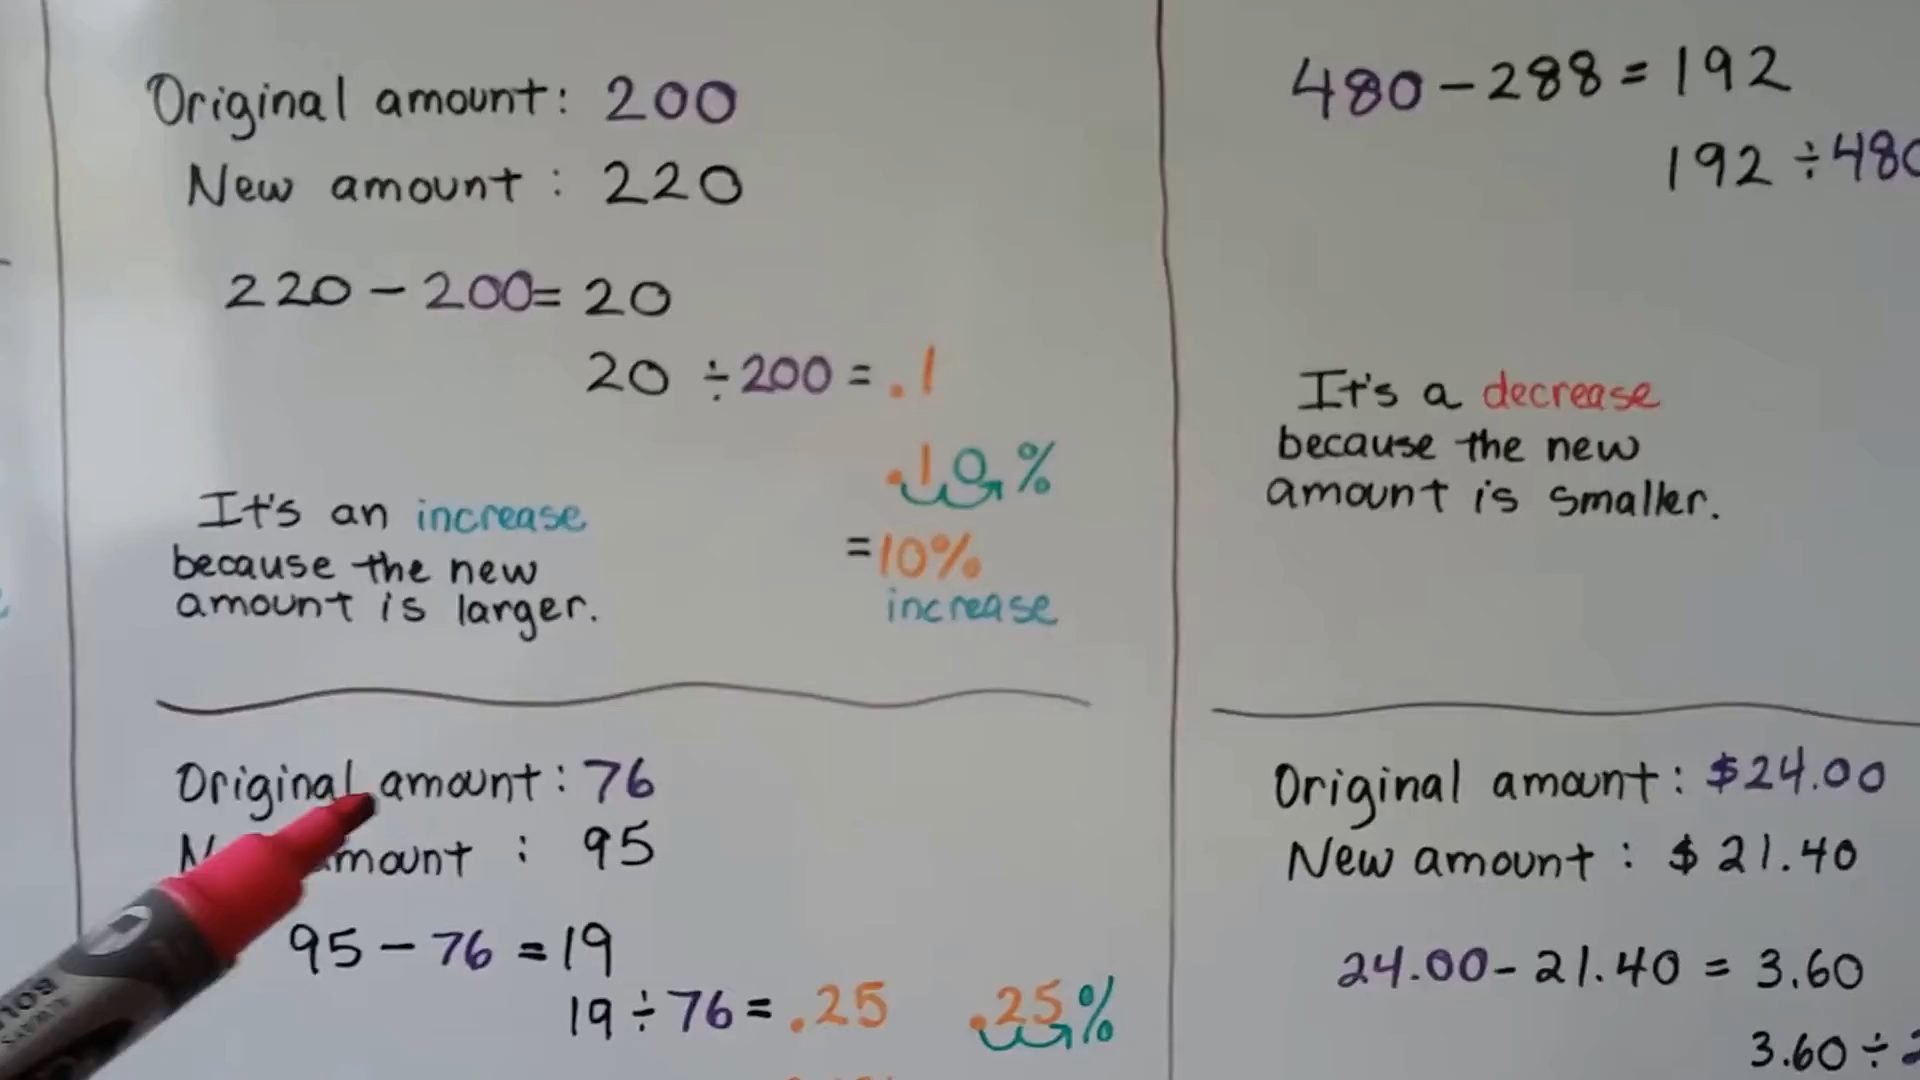 Original amount: 200
New amount: 220
220 - 200 = 20
20 ÷ 200 = .1
.10%
= 10%
increase
It's an increase
because the new
amount is larger.
Original amount: 76
amount : 95
95 - 76 = 19
19 ÷ 76 = .25
.25%
480 - 288 = 192
192 ÷ 480
It's a decrease
because the new
amount is smaller.
Original amount: $24.00
New amount: $21.40
24.00 - 21.40 = 3.60
3.60 ÷